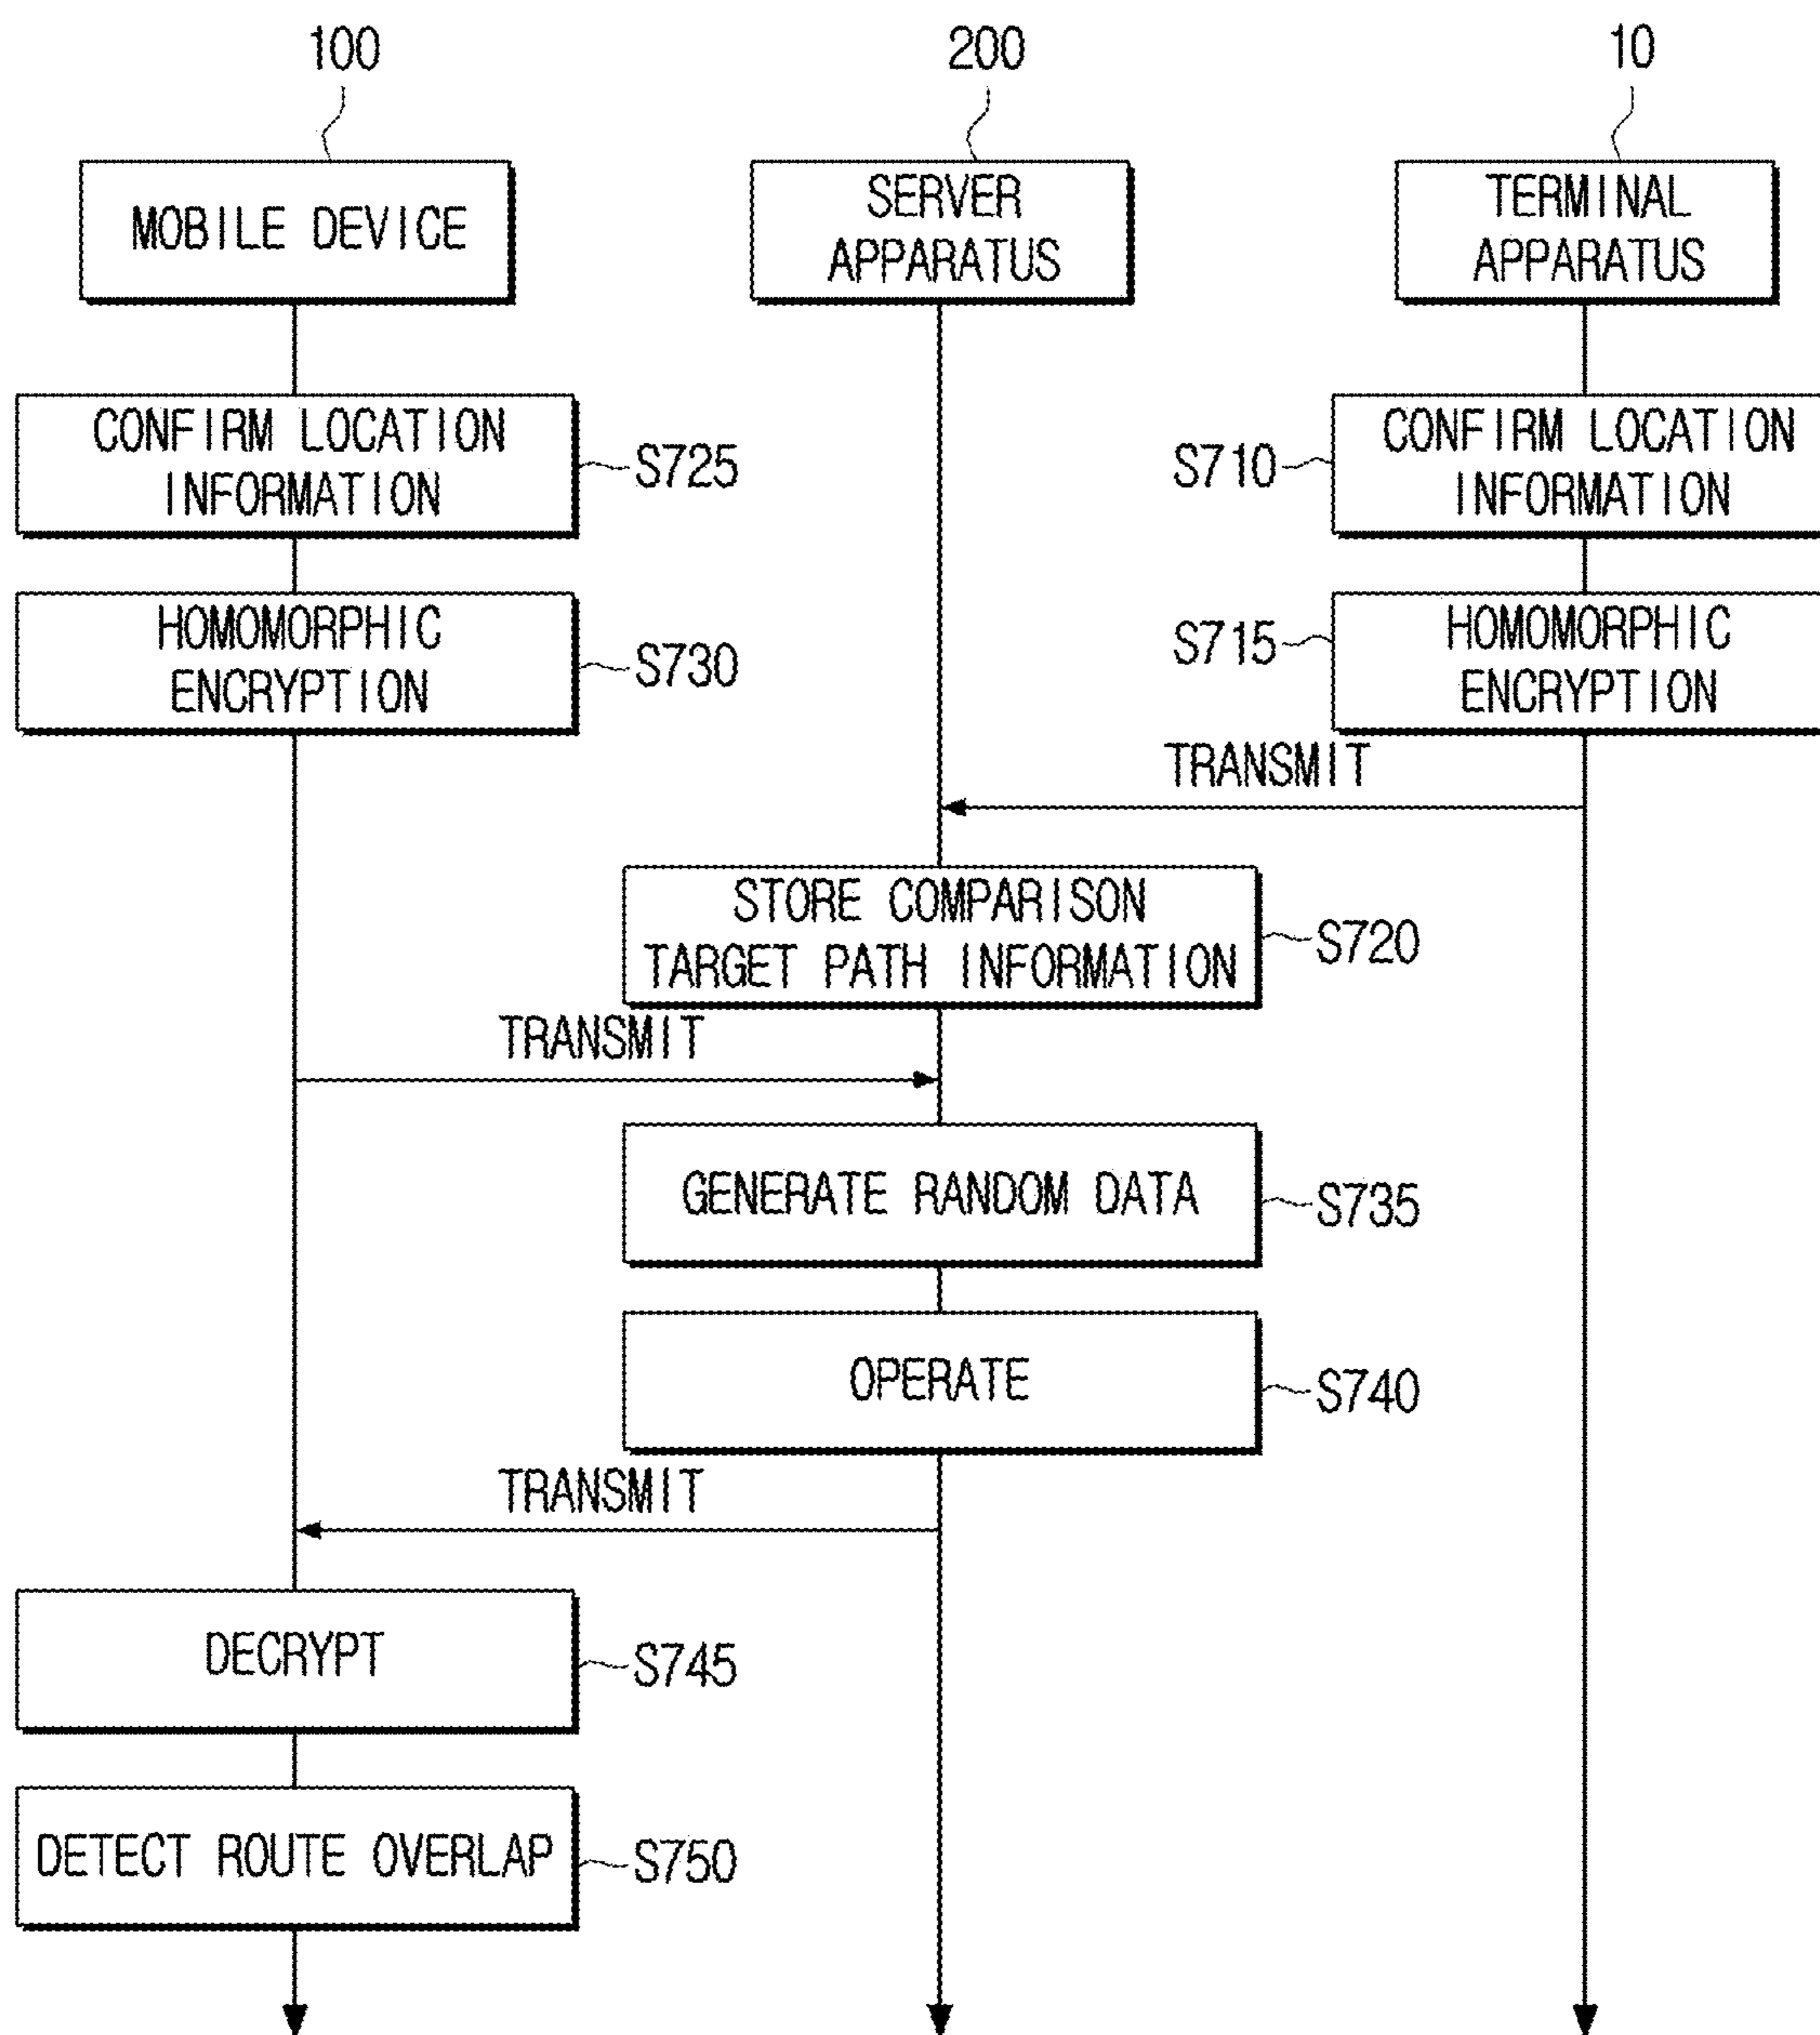 100
200
10
MOBILE DEVICE
SERVER
APPARATUS
TERMINAL
APPARATUS
CONFIRM LOCATION
INFORMATION
S725
S710
CONFIRM LOCATION
INFORMATION
HOMOMORPHIC
ENCRYPTION
S730
S715
HOMOMORPHIC
ENCRYPTION
TRANSMIT
STORE COMPARISON
TARGET PATH INFORMATION
S720
TRANSMIT
GENERATE RANDOM DATA
S735
OPERATE
S740
TRANSMIT
DECRYPT
S745
DETECT ROUTE OVERLAP
S750